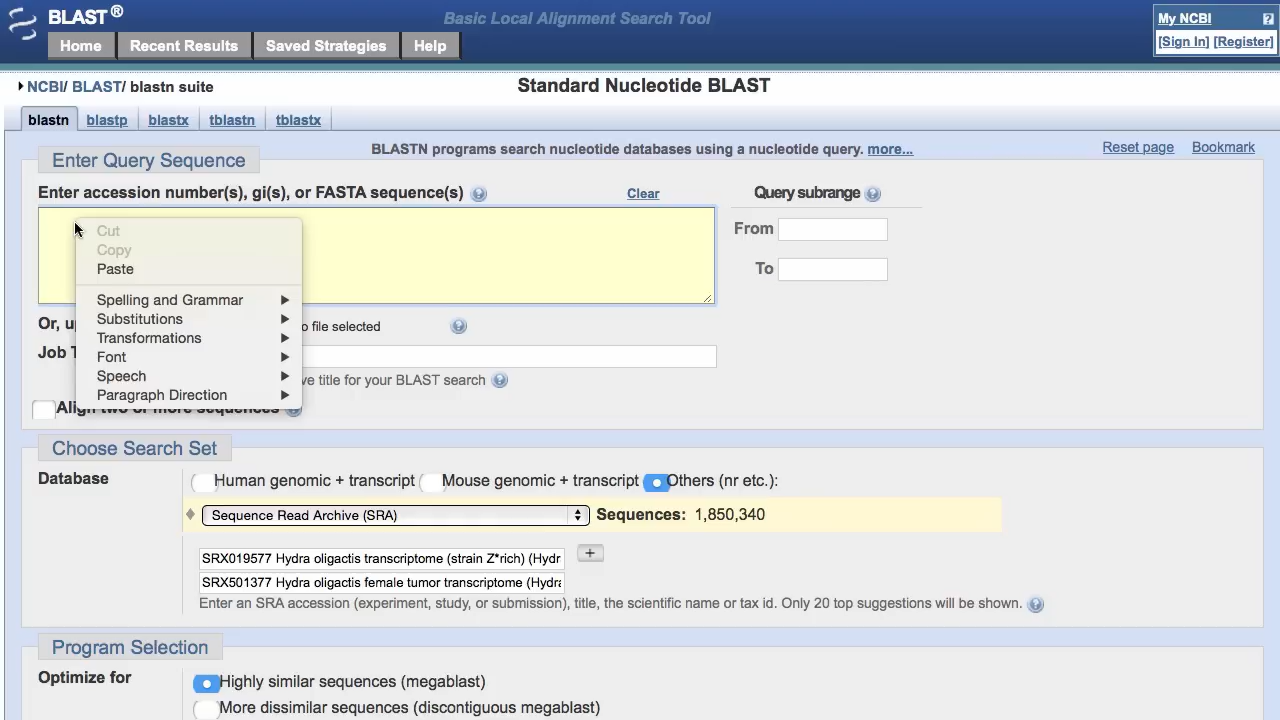 BLAST®
Basic Local Alignment Search Tool
My NCBI
[Sign In] [Register]
Home
Recent Results
Saved Strategies
Help
NCBI/ BLAST/ blastn suite
Standard Nucleotide BLAST
blastn
blastp
blastx
tblastn
tblastx
BLASTN programs search nucleotide databases using a nucleotide query. more...
Reset page
Bookmark
Enter Query Sequence
Enter accession number(s), gi(s), or FASTA sequence(s)
Clear
Query subrange
From
To
Cut
Copy
Paste
Spelling and Grammar
Substitutions
Transformations
Font
Speech
Paragraph Direction
Or,
file selected
Job
title for your BLAST search
Align two or more sequences
Choose Search Set
Database
Human genomic + transcript
Mouse genomic + transcript
Others (nr etc.):
Sequence Read Archive (SRA)
Sequences: 1,850,340
SRX019577 Hydra oligactis transcriptome (strain Z*rich) (Hydr
+
SRX501377 Hydra oligactis female tumor transcriptome (Hydra
Enter an SRA accession (experiment, study, or submission), title, the scientific name or tax id. Only 20 top suggestions will be shown.
Program Selection
Optimize for
Highly similar sequences (megablast)
More dissimilar sequences (discontiguous megablast)